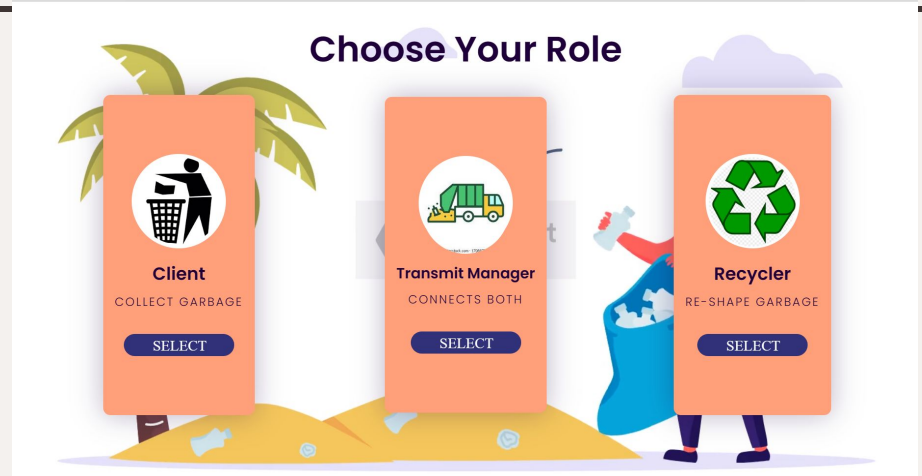 Choose Your Role
Client
COLLECT GARBAGE
SELECT
Transmit Manager
CONNECTS BOTH
SELECT
Recycler
RE-SHAPE GARBAGE
SELECT